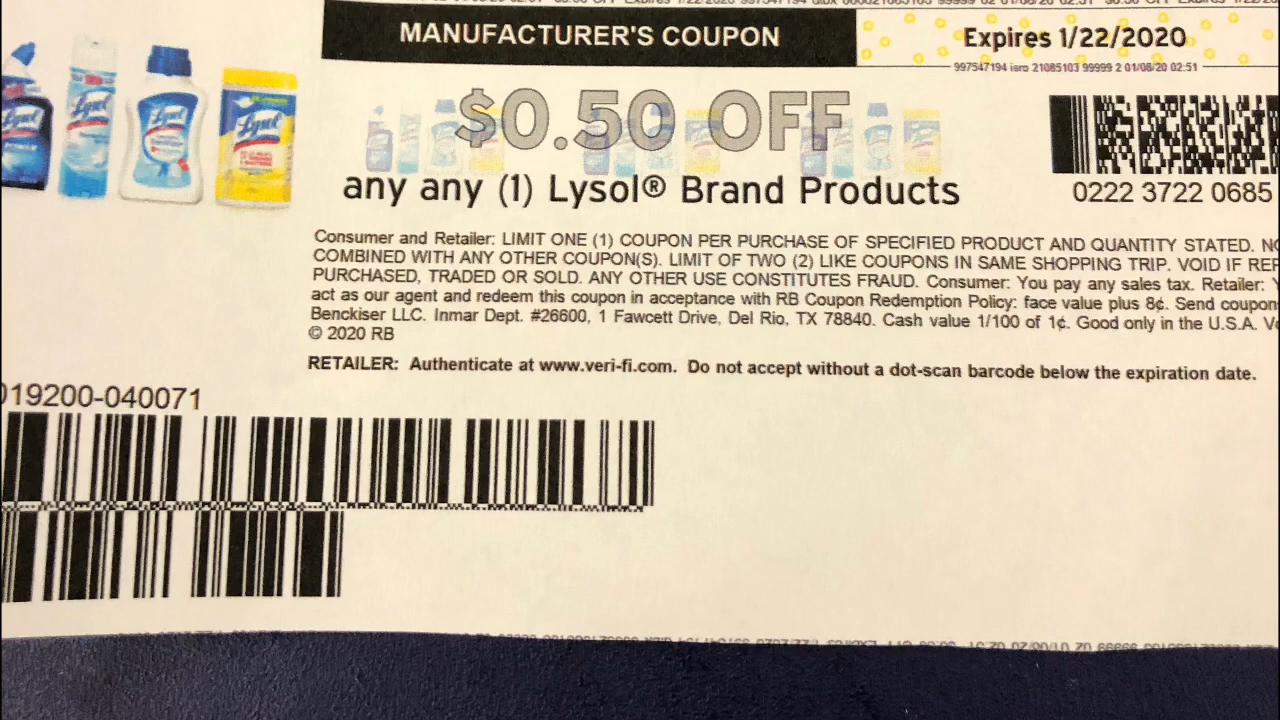 MANUFACTURER'S COUPON
Expires 1/22/2020
997547194 isro 21085103 99999 2 01/08/20 02:51
$0.50 OFF
any any (1) Lysol® Brand Products
0222 3722 0685
Lysol
Lysol
Lysol
Lysol
Consumer and Retailer: LIMIT ONE (1) COUPON PER PURCHASE OF SPECIFIED PRODUCT AND QUANTITY STATED.
COMBINED WITH ANY OTHER COUPON(S). LIMIT OF TWO (2) LIKE COUPONS IN SAME SHOPPING TRIP. VOID IF
PURCHASED, TRADED OR SOLD. ANY OTHER USE CONSTITUTES FRAUD. Consumer: You pay any sales tax. Retailer:
act as our agent and redeem this coupon in acceptance with RB Coupon Redemption Policy: face value plus 8¢. Send coupon
Benckiser LLC. Inmar Dept. #26600, 1 Fawcett Drive, Del Rio, TX 78840. Cash value 1/100 of 1¢. Good only in the U.S.A.
© 2020 RB
RETAILER: Authenticate at www.veri-fi.com. Do not accept without a dot-scan barcode below the expiration date.
019200-040071